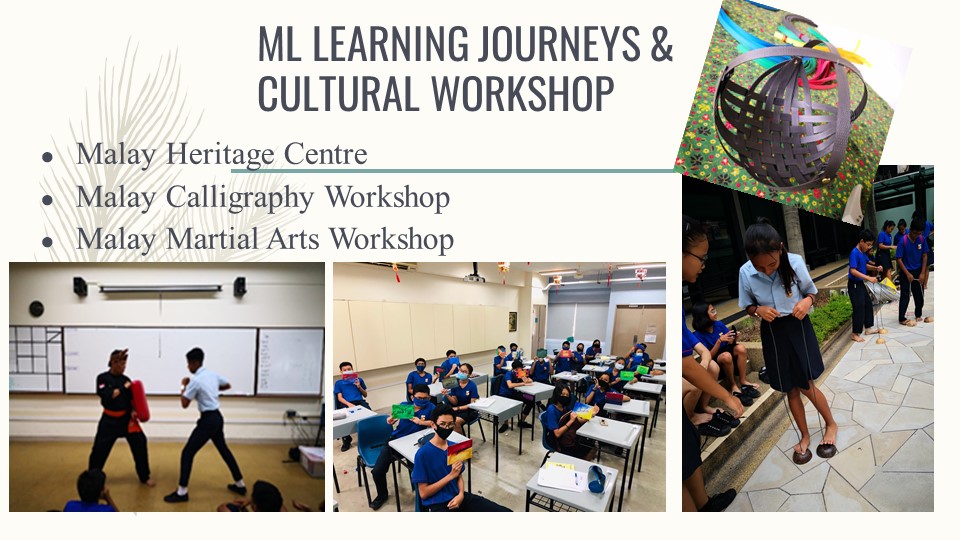 ML LEARNING JOURNEYS &
CULTURAL WORKSHOP
● Malay Heritage Centre
● Malay Calligraphy Workshop
● Malay Martial Arts Workshop